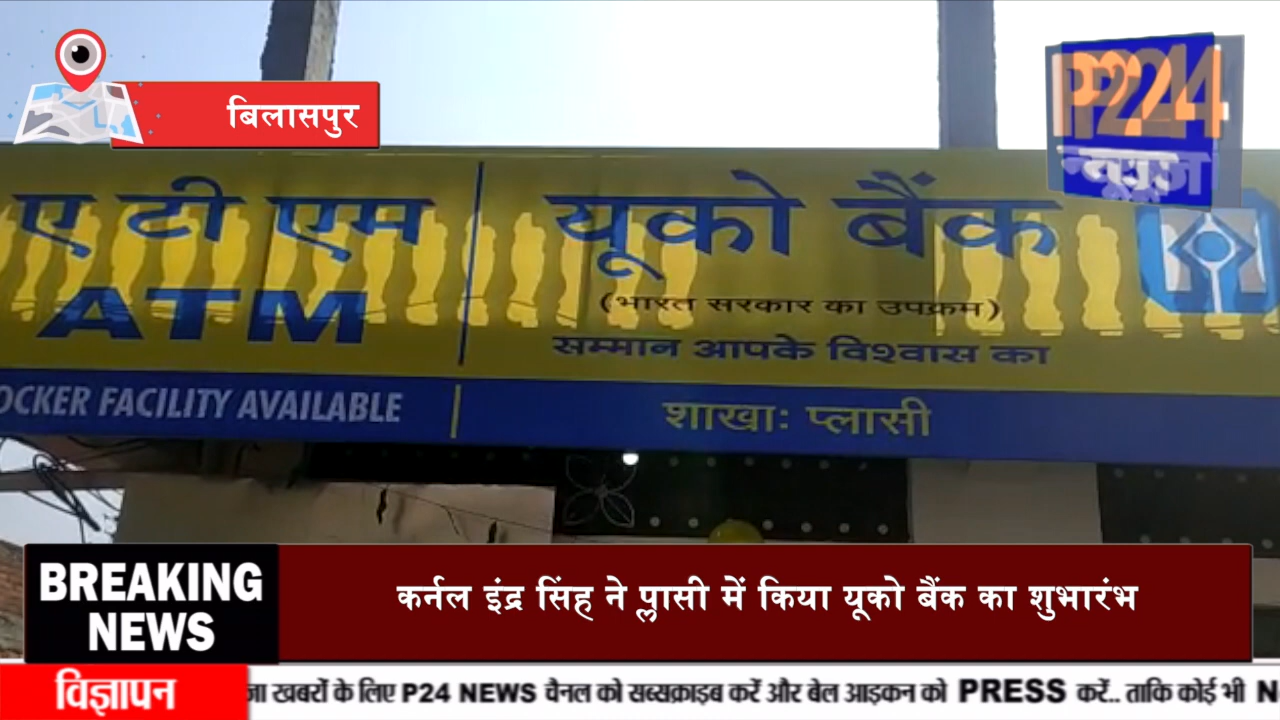 बिलासपुर
P24
न्यूज़
ए टी एम
ATM
यूको बैंक
(भारत सरकार का उपक्रम)
सम्मान आपके विश्वास का
OCKER FACILITY AVAILABLE
शाखाः प्लासी
BREAKING
NEWS
कर्नल इंद्र सिंह ने प्लासी में किया यूको बैंक का शुभारंभ
विज्ञापन
जा खबरों के लिए P24 NEWS चैनल को सब्सक्राइब करें और बेल आइकन को PRESS करें.. ताकि कोई भी N